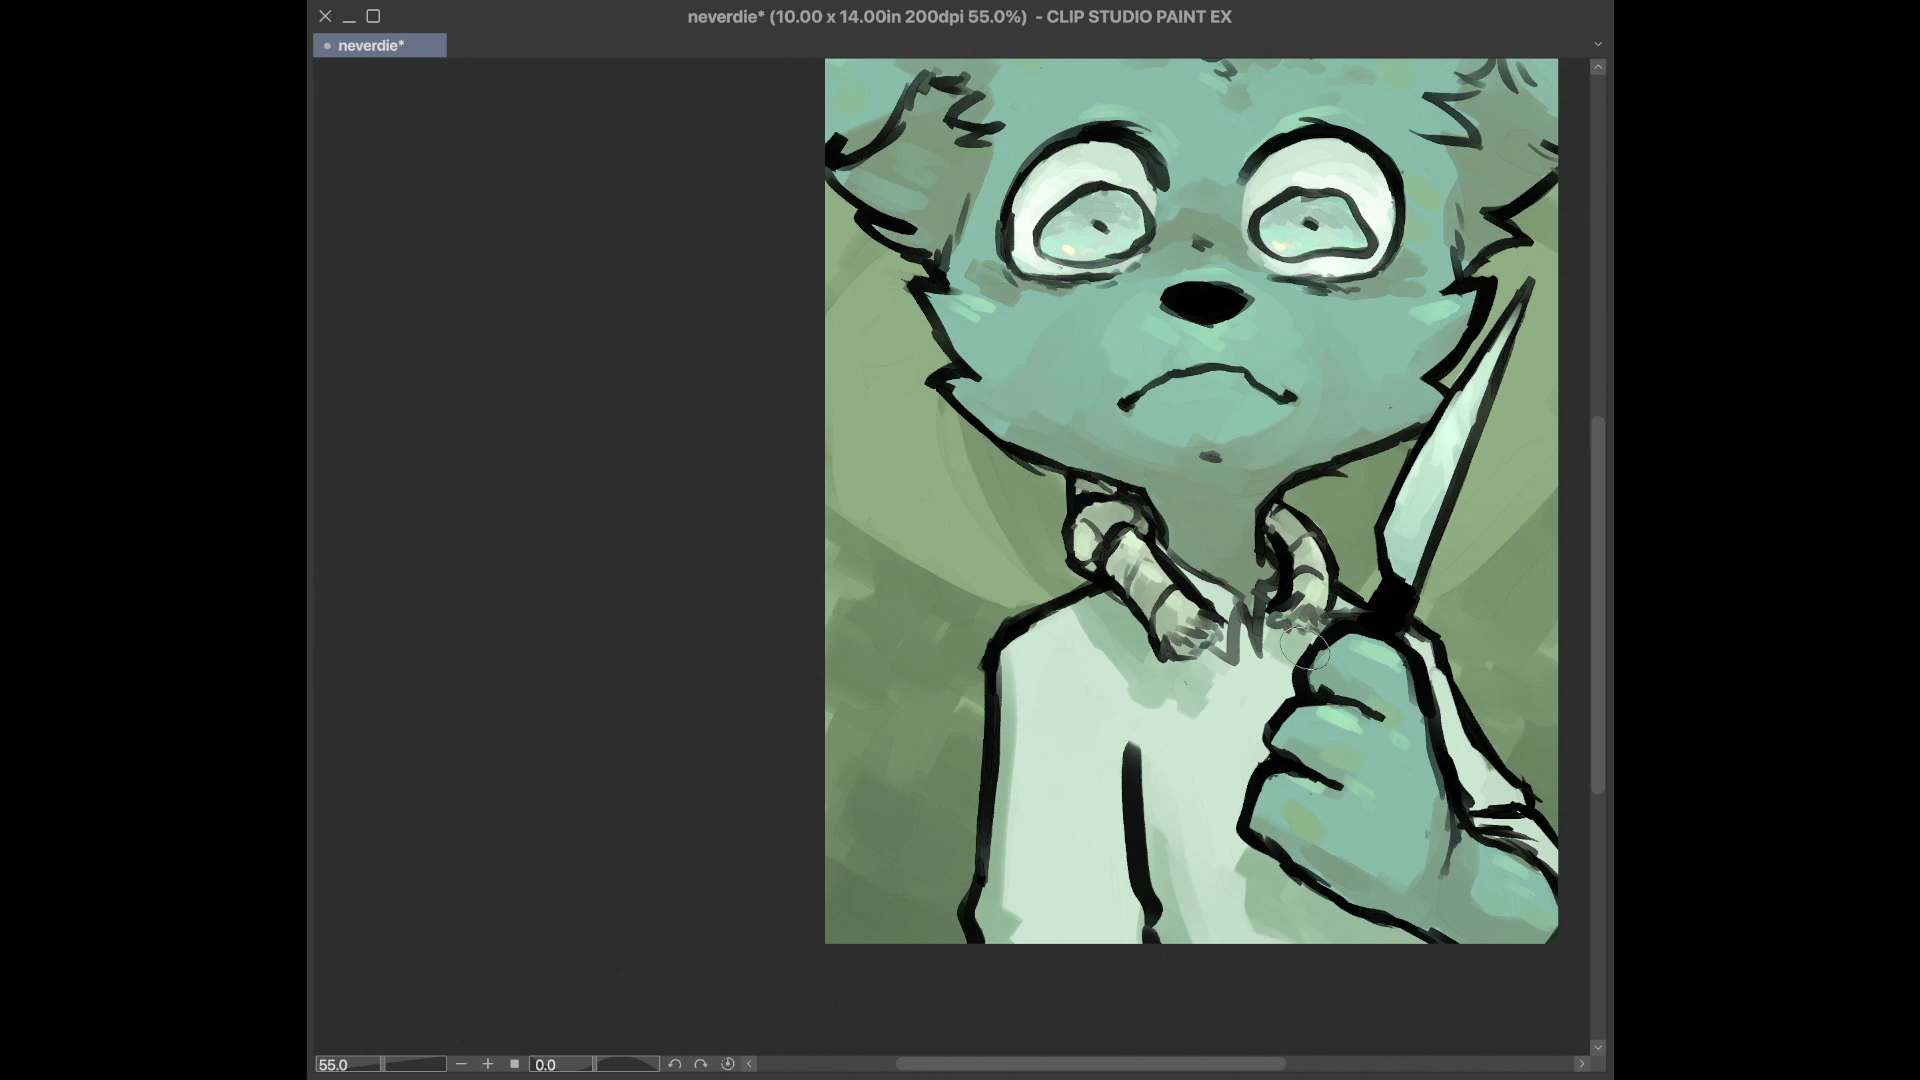 neverdie* (10.00 x 14.00in 200dpi 55.0%) - CLIP STUDIO PAINT EX
neverdie*
55.0
0.0